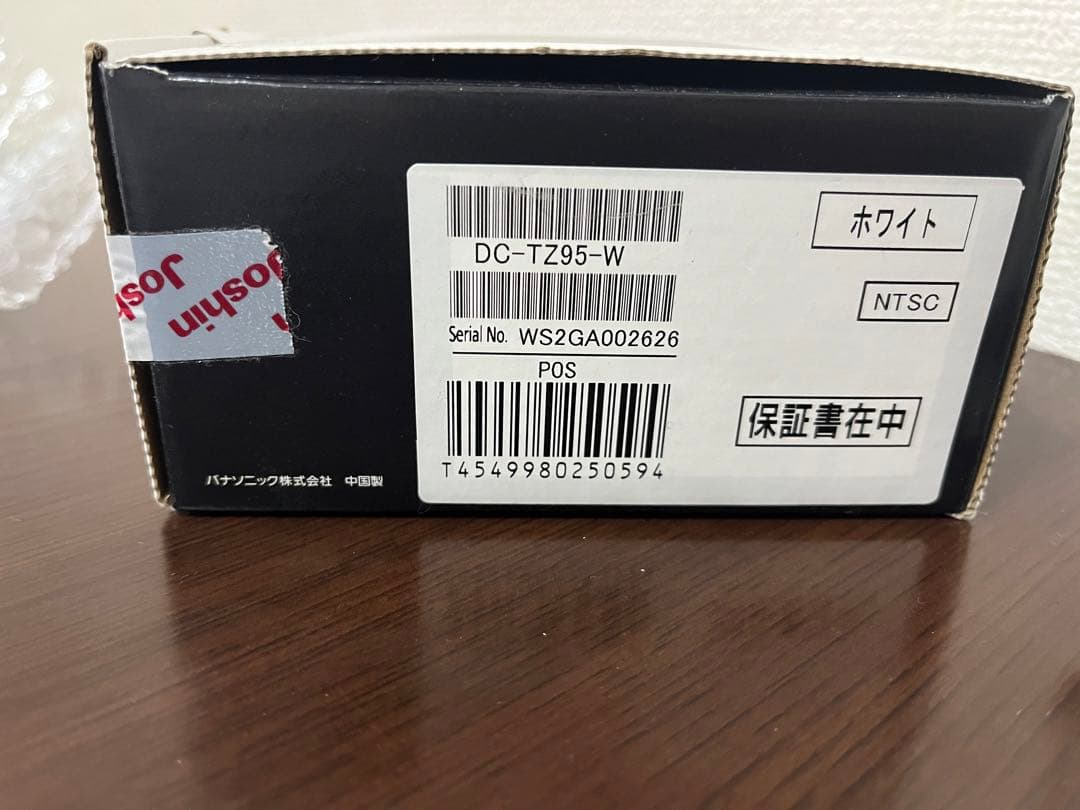 Joshin
Joshin
DC-TZ95-W
ホワイト
NTSC
Serial No. WS2GA002626
POS
保証書在中
T4549980250594
パナソニック株式会社 中国製